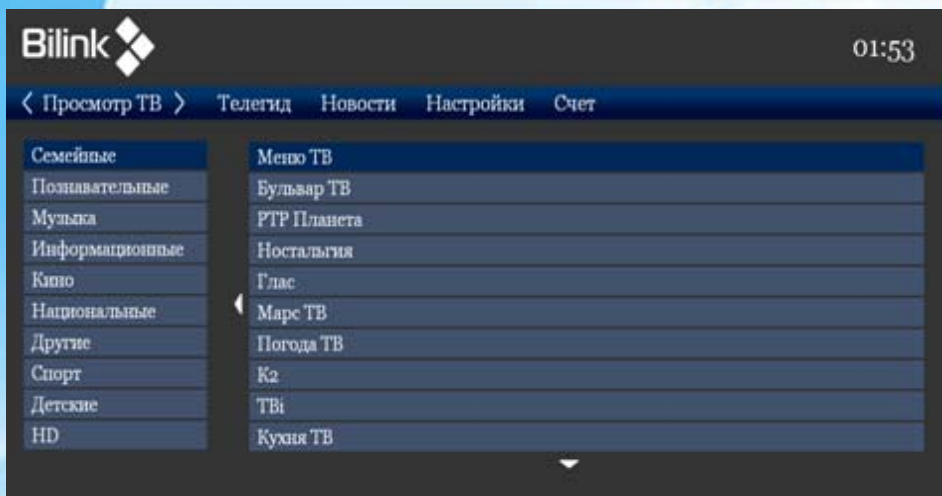 Bilink
01:53
〈 Просмотр ТВ 〉 Телегид Новости Настройки Счет
Семейные
Познавательные
Музыка
Информационные
Кино
Национальные
Другие
Спорт
Детские
HD
Меню ТВ
Бульвар ТВ
РТР Планета
Ностальгия
Глас
Марс ТВ
Погода ТВ
К2
ТВі
Кухня ТВ